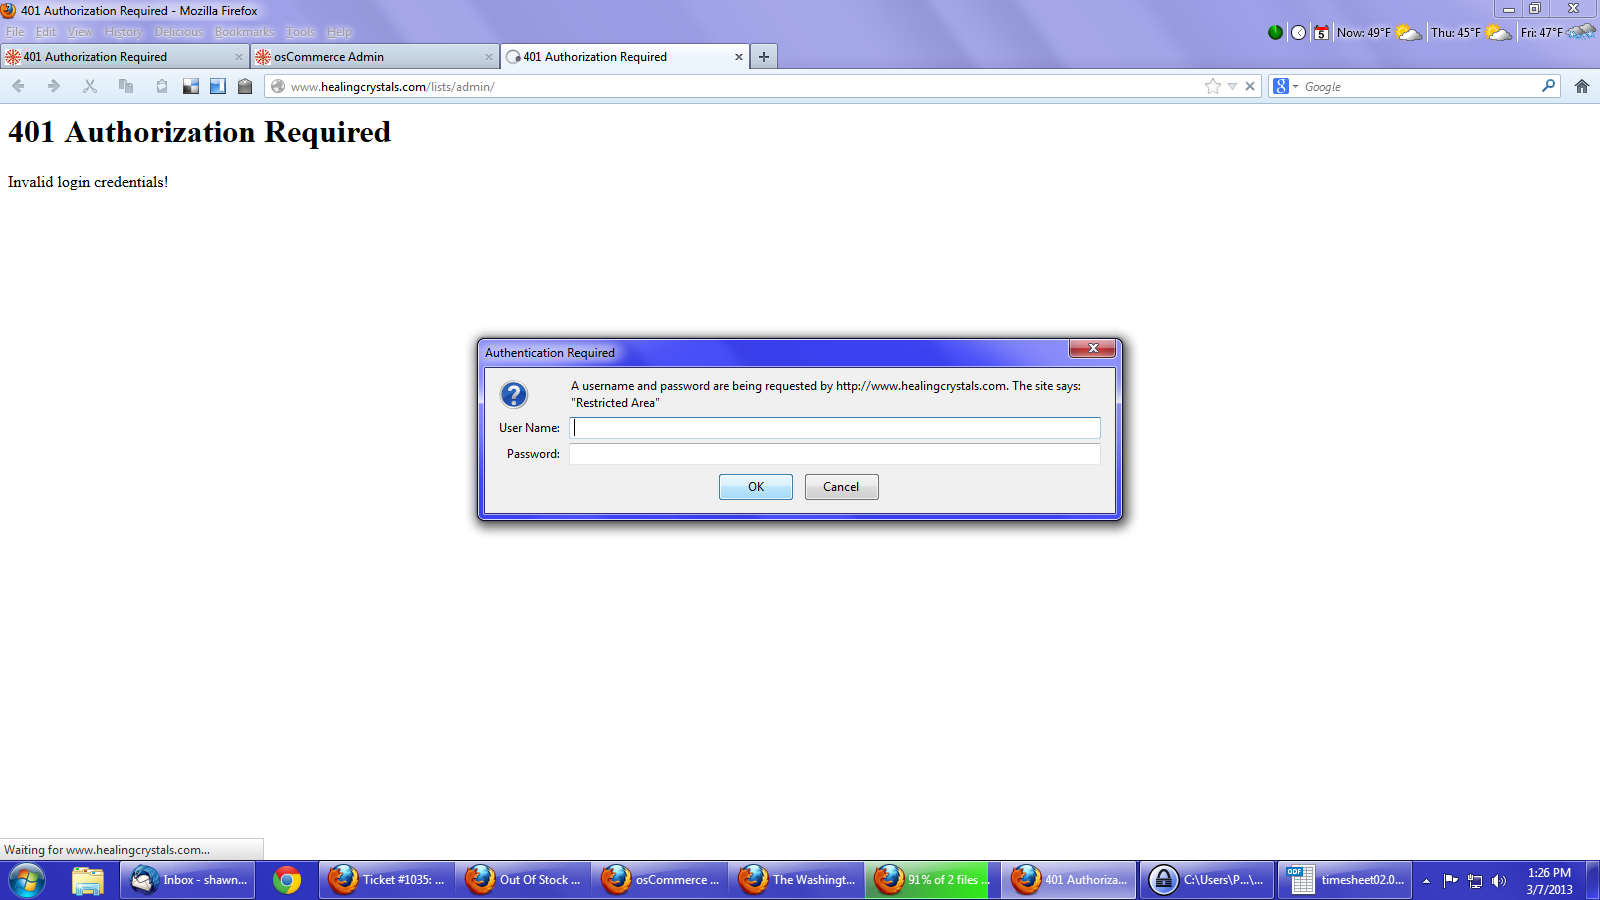 401 Authorization Required - Mozilla Firefox
File Edit View History Delicious Bookmarks Tools Help
5 Now: 49°F Thu: 45°F Fri: 47°F
401 Authorization Required
osCommerce Admin
401 Authorization Required
www.healingcrystals.com/lists/admin/
Google
401 Authorization Required
Invalid login credentials!
Authentication Required
A username and password are being requested by http://www.healingcrystals.com. The site says:
"Restricted Area"
User Name:
Password:
OK Cancel
Waiting for www.healingcrystals.com...
Inbox - shawn...
Ticket #1035: ...
Out Of Stock ...
osCommerce ...
The Washingt...
91% of 2 files ...
401 Authoriza...
C:\Users\P...\...
ODF
timesheet02.0...
1:26 PM
3/7/2013